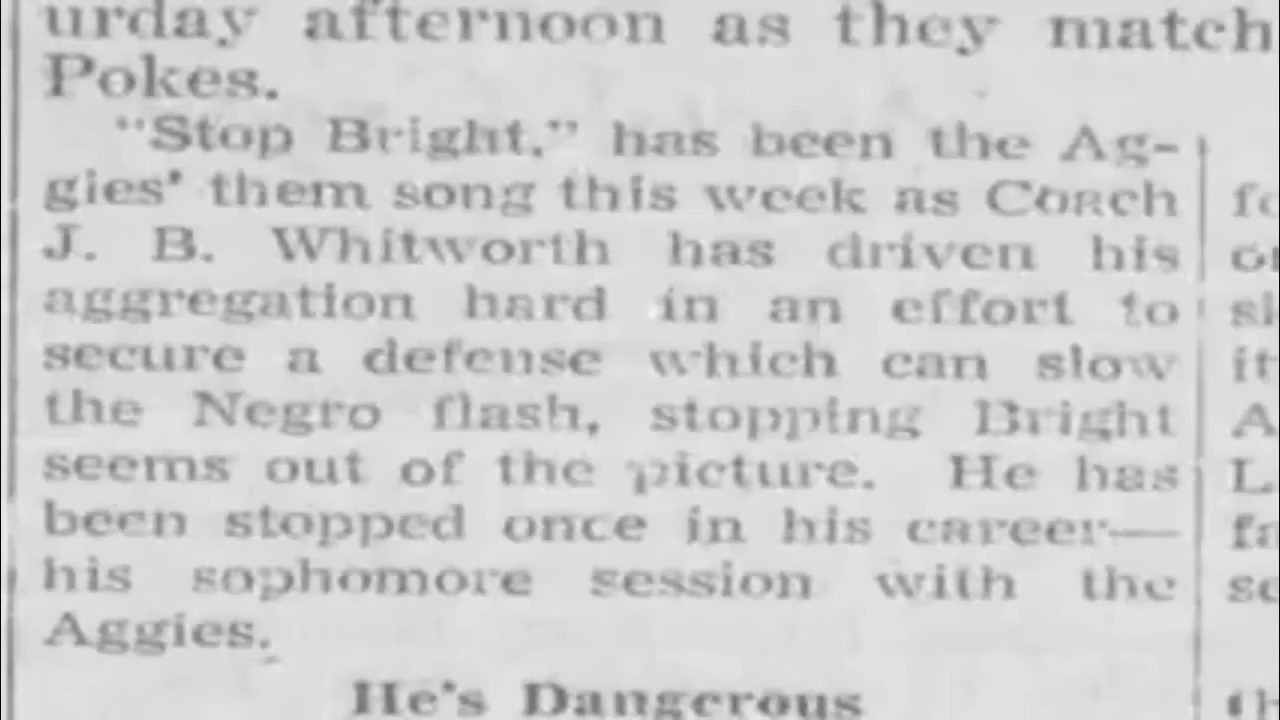 urday afternoon as they match
Pokes.
"Stop Bright," has been the Ag-
gies' them song this week as Coach
J. B. Whitworth has driven his
aggregation hard in an effort to
secure a defense which can slow
the Negro flash, stopping Bright
seems out of the picture. He has
been stopped once in his career—
his sophomore session with the
Aggies.
He's Dangerous